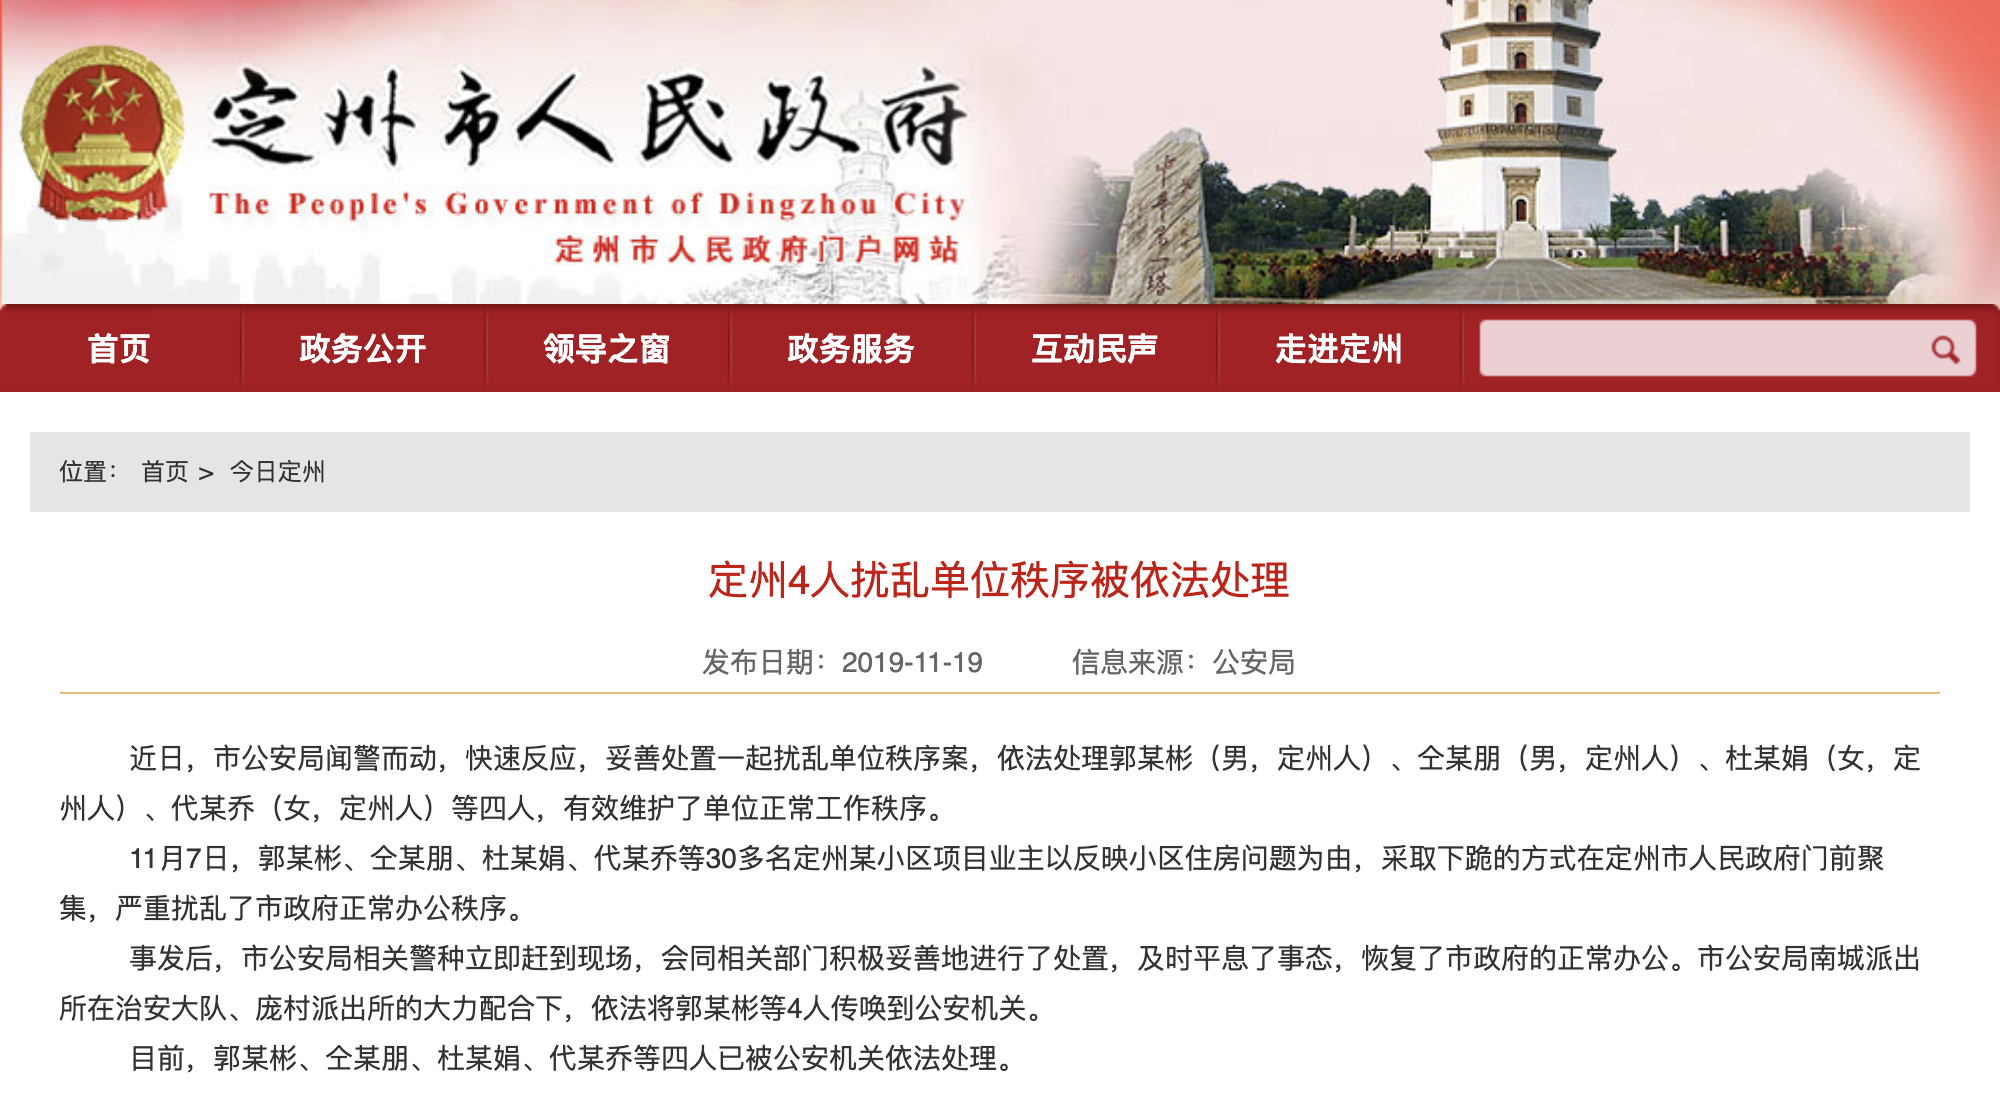 定州市人民政府
The People's Government of Dingzhou City
定州市人民政府门户网站
中华第一塔
首页 政务公开 领导之窗 政务服务 互动民声 走进定州
位置： 首页 > 今日定州
定州4人扰乱单位秩序被依法处理
发布日期：2019-11-19 信息来源：公安局
近日，市公安局闻警而动，快速反应，妥善处置一起扰乱单位秩序案，依法处理郭某彬（男，定州人）、仝某朋（男，定州人）、杜某娟（女，定
州人）、代某乔（女，定州人）等四人，有效维护了单位正常工作秩序。
11月7日，郭某彬、仝某朋、杜某娟、代某乔等30多名定州某小区项目业主以反映小区住房问题为由，采取下跪的方式在定州市人民政府门前聚
集，严重扰乱了市政府正常办公秩序。
事发后，市公安局相关警种立即赶到现场，会同相关部门积极妥善地进行了处置，及时平息了事态，恢复了市政府的正常办公。市公安局南城派出
所在治安大队、庞村派出所的大力配合下，依法将郭某彬等4人传唤到公安机关。
目前，郭某彬、仝某朋、杜某娟、代某乔等四人已被公安机关依法处理。